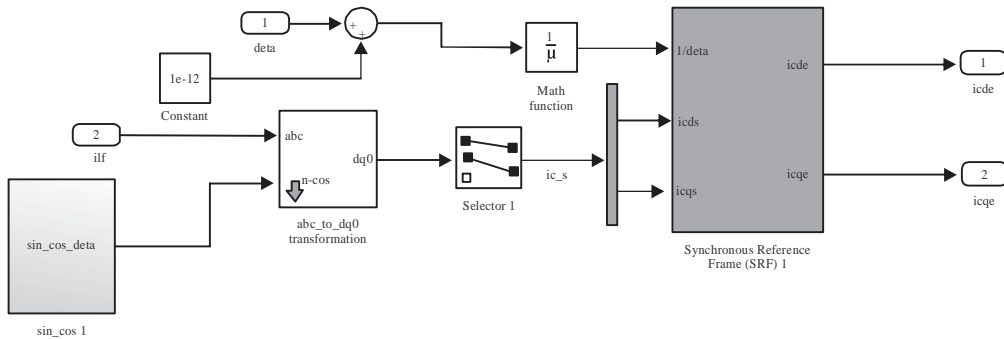 1
deta
+
+
1e-12
Constant
1
μ
Math
function
1/deta
icds
icqs
icde
icqe
Synchronous Reference
Frame (SRF) 1
1
icde
2
icqe
2
ilf
abc
dq0
n-cos
abc_to_dq0
transformation
Selector 1
ic_s
sin_cos_deta
sin_cos 1